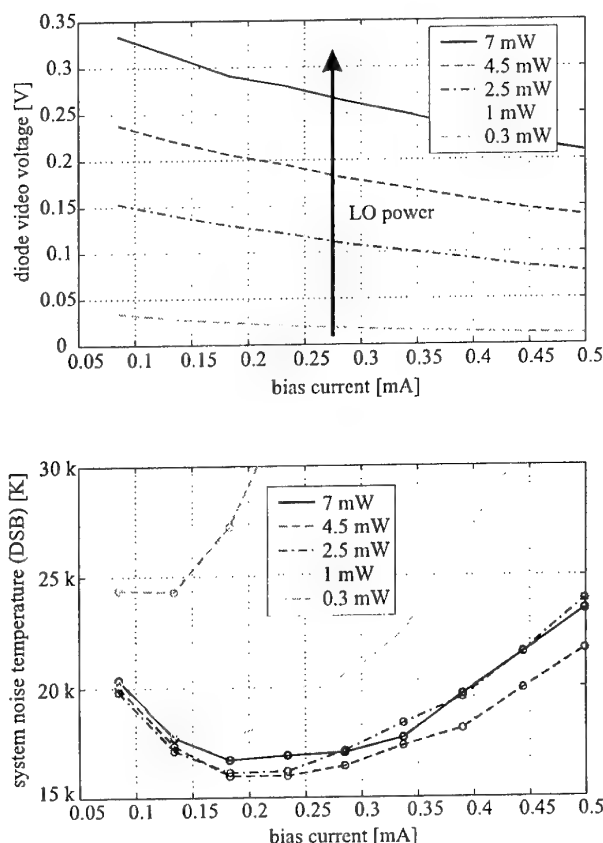 0.35
0.3
0.25
0.2
0.15
0.1
0.05
0
diode video voltage [V]
7 mW
4.5 mW
2.5 mW
1 mW
0.3 mW
LO power
0.05 0.1 0.15 0.2 0.25 0.3 0.35 0.4 0.45 0.5
bias current [mA]
30 k
25 k
20 k
15 k
system noise temperature (DSB) [K]
7 mW
4.5 mW
2.5 mW
1 mW
0.3 mW
0.05 0.1 0.15 0.2 0.25 0.3 0.35 0.4 0.45 0.5
bias current [mA]